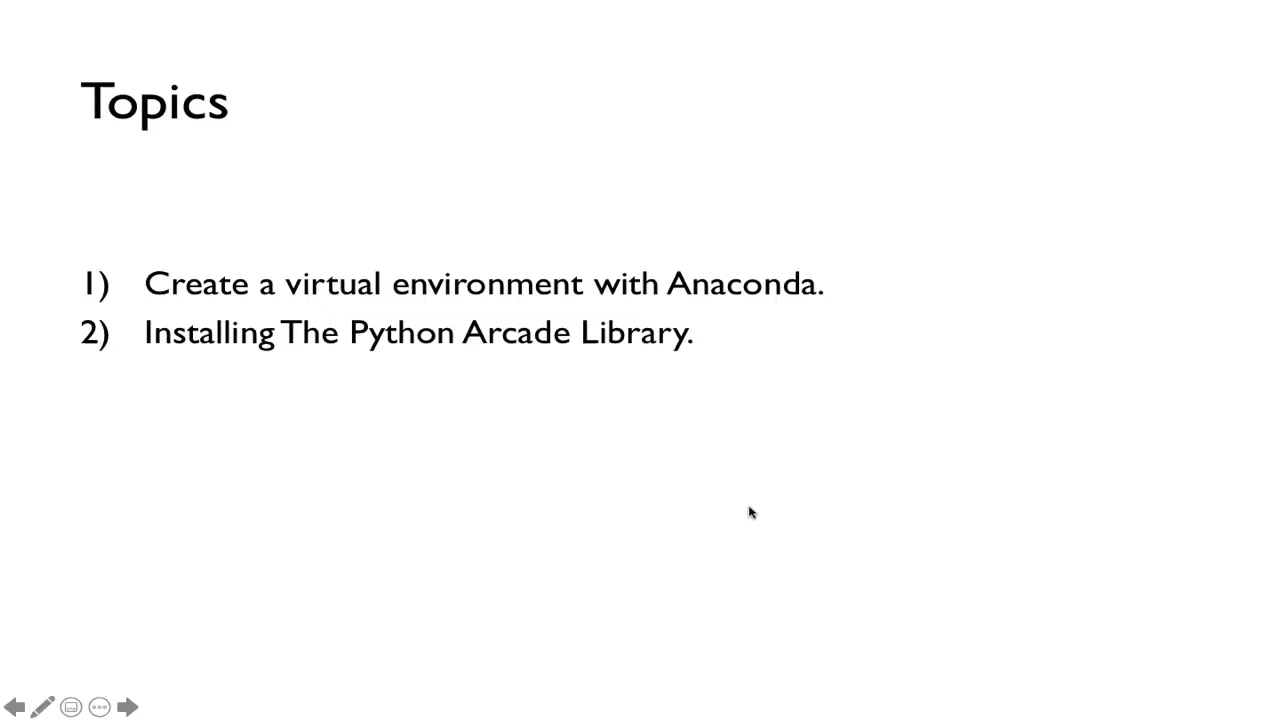 Topics
1) Create a virtual environment with Anaconda.
2) Installing The Python Arcade Library.